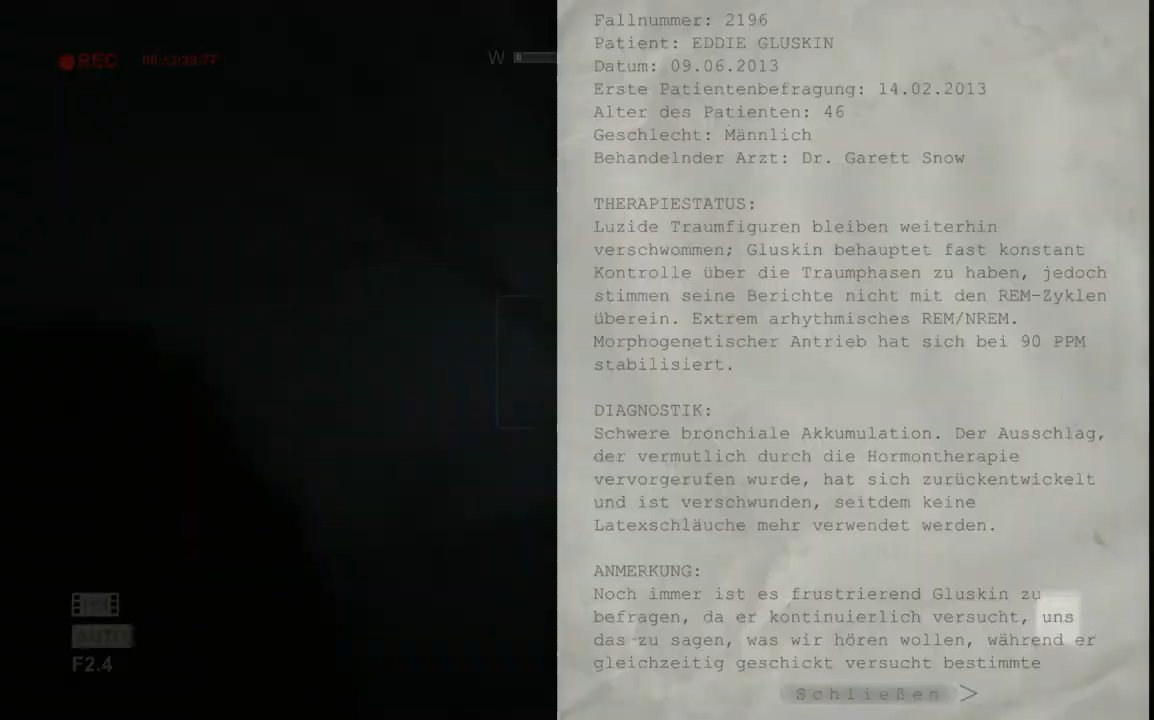 REC
W
Fallnummer: 2196
Patient: EDDIE GLUSKIN
Datum: 09.06.2013
Erste Patientenbefragung: 14.02.2013
Alter des Patienten: 46
Geschlecht: Männlich
Behandelnder Arzt: Dr. Garett Snow
THERAPIESTATUS:
Luzide Traumfiguren bleiben weiterhin
verschwommen; Gluskin behauptet fast konstant
Kontrolle über die Traumphasen zu haben, jedoch
stimmen seine Berichte nicht mit den REM-Zyklen
überein. Extrem arhythmisches REM/NREM.
Morphogenetischer Antrieb hat sich bei 90 PPM
stabilisiert.
DIAGNOSTIK:
Schwere bronchiale Akkumulation. Der Ausschlag,
der vermutlich durch die Hormontherapie
vervorgerufen wurde, hat sich zurückentwickelt
und ist verschwunden, seitdem keine
Latexschläuche mehr verwendet werden.
ANMERKUNG:
Noch immer ist es frustrierend Gluskin zu
befragen, da er kontinuierlich versucht, uns
das zu sagen, was wir hören wollen, während er
gleichzeitig geschickt versucht bestimmte
Schließen >
AUTO
F2.4